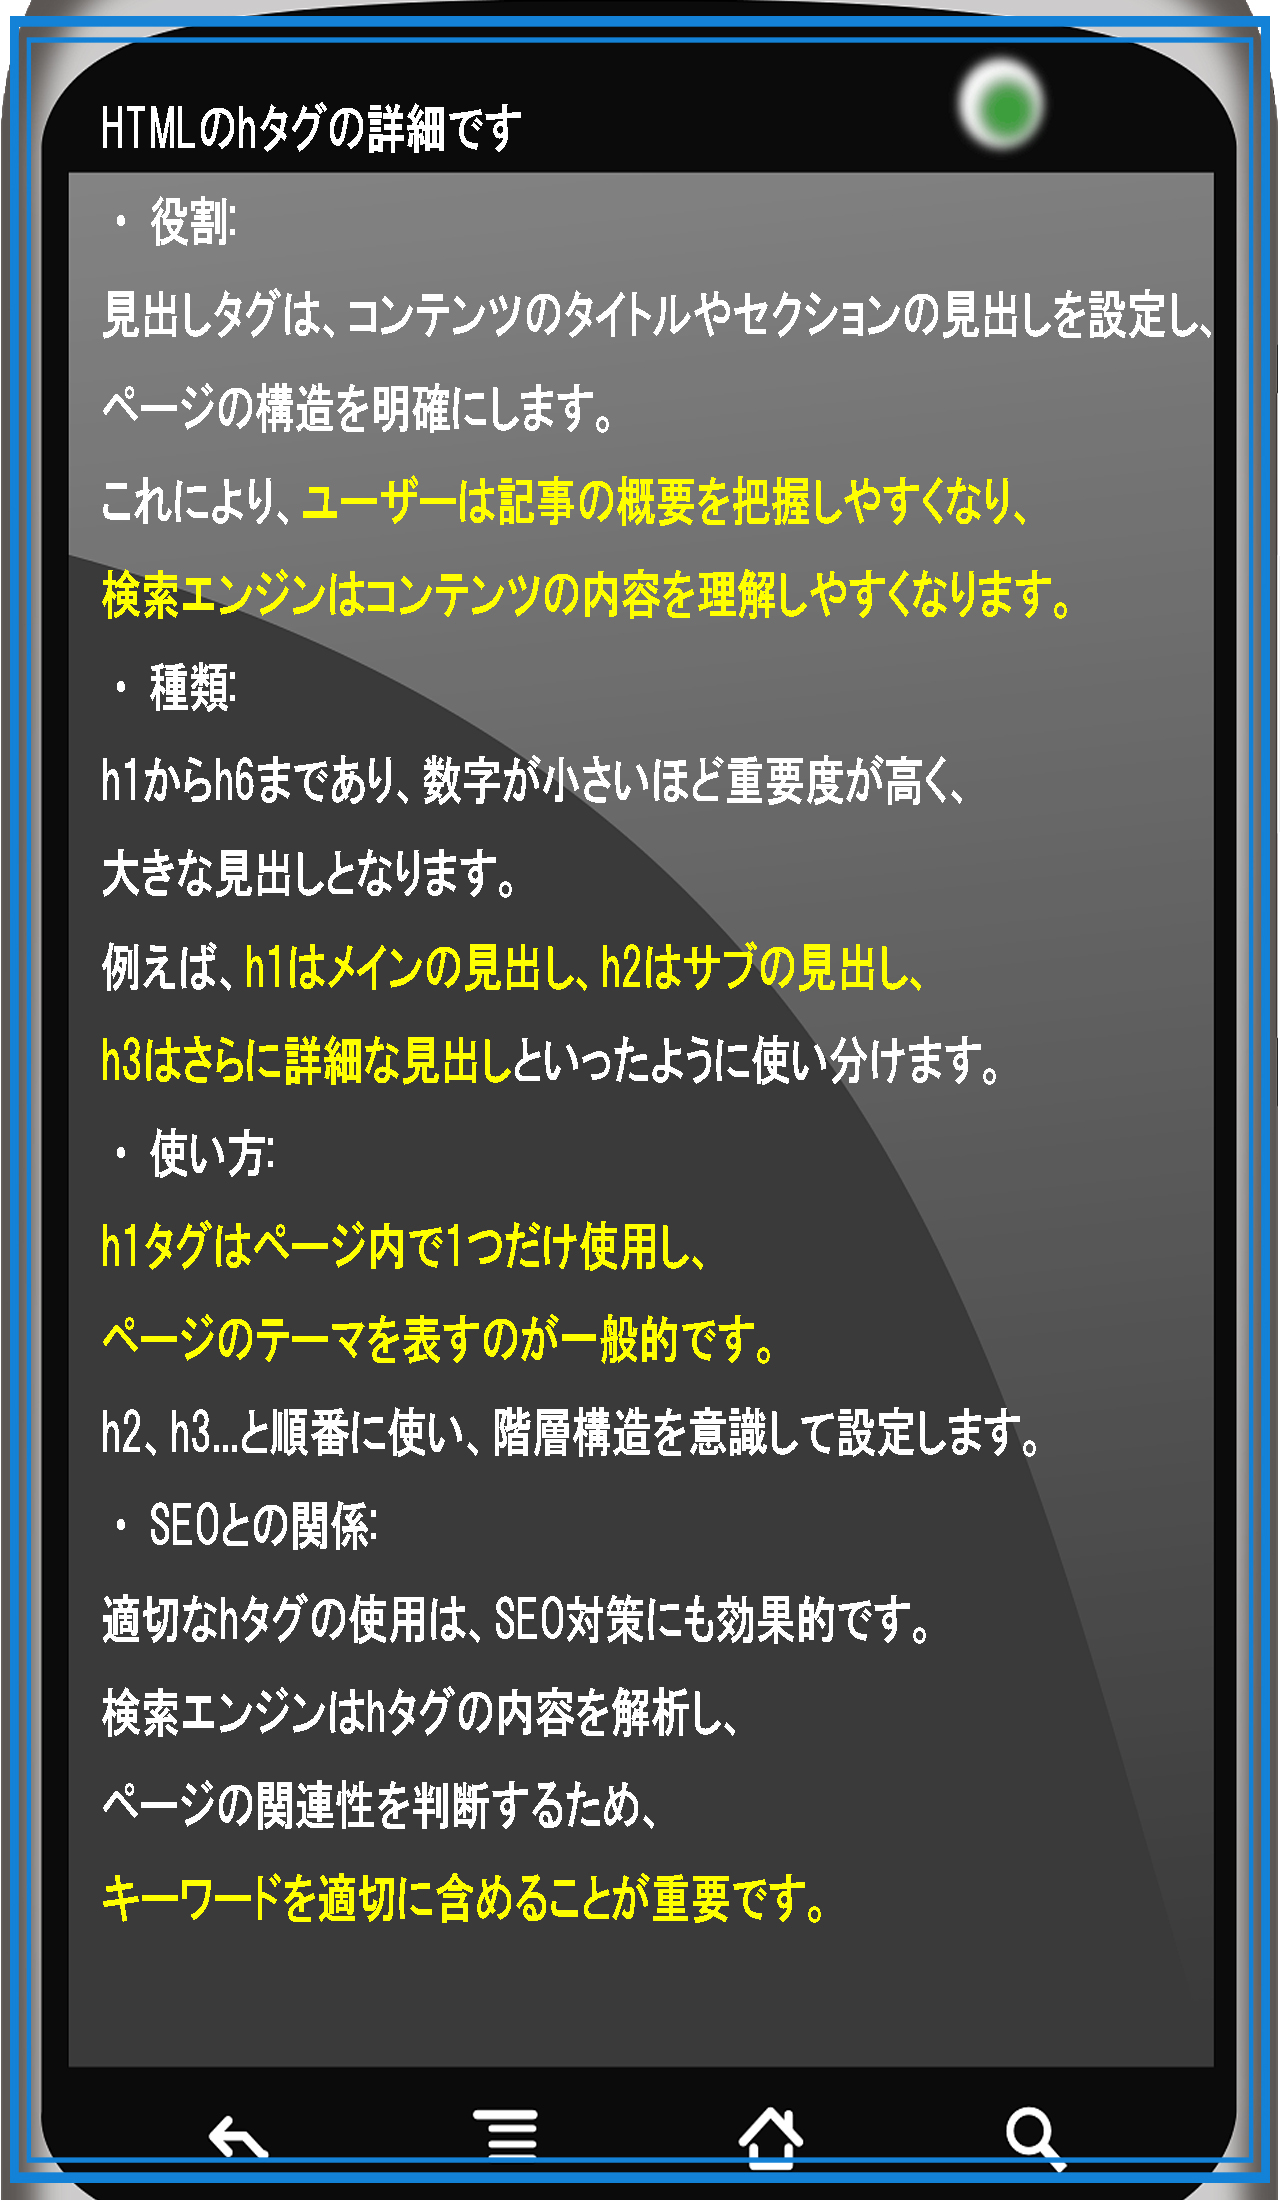 HTMLのhタグの詳細です
・ 役割:
見出しタグは、コンテンツのタイトルやセクションの見出しを設定し、
ページの構造を明確にします。
これにより、ユーザーは記事の概要を把握しやすくなり、
検索エンジンはコンテンツの内容を理解しやすくなります。
・ 種類:
h1からh6まであり、数字が小さいほど重要度が高く、
大きな見出しとなります。
例えば、h1はメインの見出し、h2はサブの見出し、
h3はさらに詳細な見出しといったように使い分けます。
・ 使い方:
h1タグはページ内で1つだけ使用し、
ページのテーマを表すのが一般的です。
h2、h3...と順番に使い、階層構造を意識して設定します。
・ SEOとの関係:
適切なhタグの使用は、SEO対策にも効果的です。
検索エンジンはhタグの内容を解析し、
ページの関連性を判断するため、
キーワードを適切に含めることが重要です。